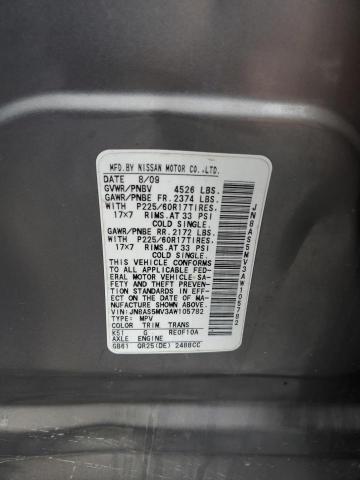 MFD.BY NISSAN MOTOR CO.,LTD.
DATE 8/09
GVWR/PNBV 4526 LBS.
GAWR/PNBE FR.2374 LBS.
WITH P225/60R17TIRES.
17X7 RIMS.AT 33 PSI
COLD SINGLE.
GAWR/PNBE RR.2172 LBS.
WITH P225/60R17TIRES.
17X7 RIMS.AT 33 PSI
COLD SINGLE.
THIS VEHICLE CONFORMS
TO ALL APPLICABLE FED-
ERAL MOTOR VEHICLE SA-
FETY AND THEFT PREVEN-
TION STANDARDS IN EFF-
ECT ON THE DATE OF MA-
NUFACTURE SHOWN ABOVE.
VIN:JN8AS5MV3AW105782
TYPE: MPV
COLOR TRIM TRANS
K51 G RE0F10A
AXLE ENGINE
GB61 QR25(DE) 2488CC
JN8AS5MV3AW105782